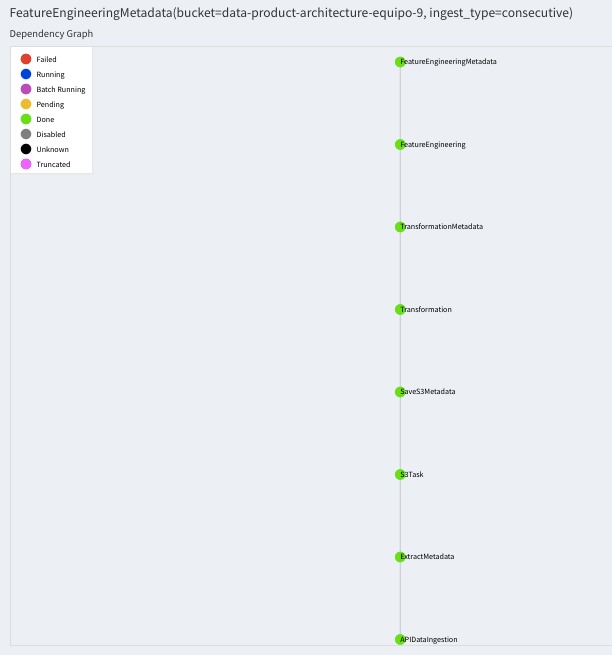 FeatureEngineeringMetadata(bucket=data-product-architecture-equipo-9, ingest_type=consecutive)
Dependency Graph
Failed
Running
Batch Running
Pending
Done
Disabled
Unknown
Truncated
FeatureEngineeringMetadata
FeatureEngineering
TransformationMetadata
Transformation
SaveS3Metadata
S3Task
ExtractMetadata
APIDataIngestion